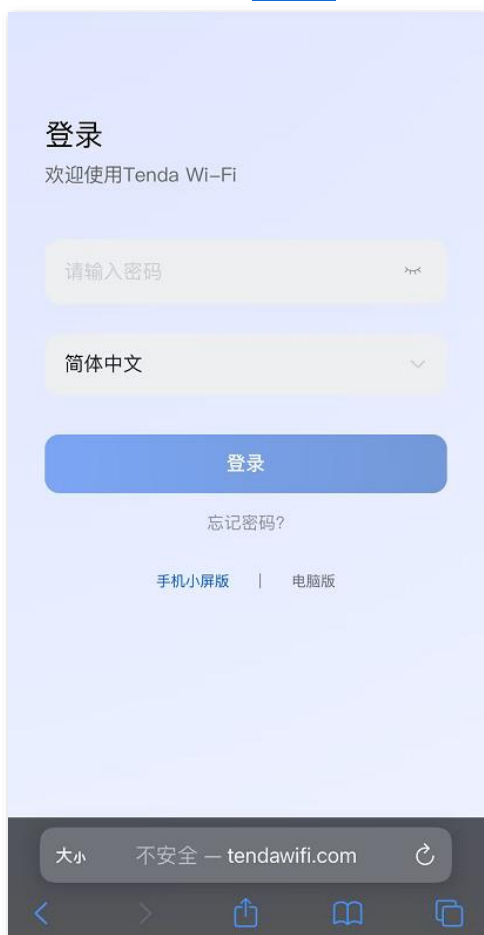 登录
欢迎使用Tenda Wi-Fi
请输入密码
简体中文
登录
忘记密码?
手机小屏版 | 电脑版
大小 不安全 — tendawifi.com